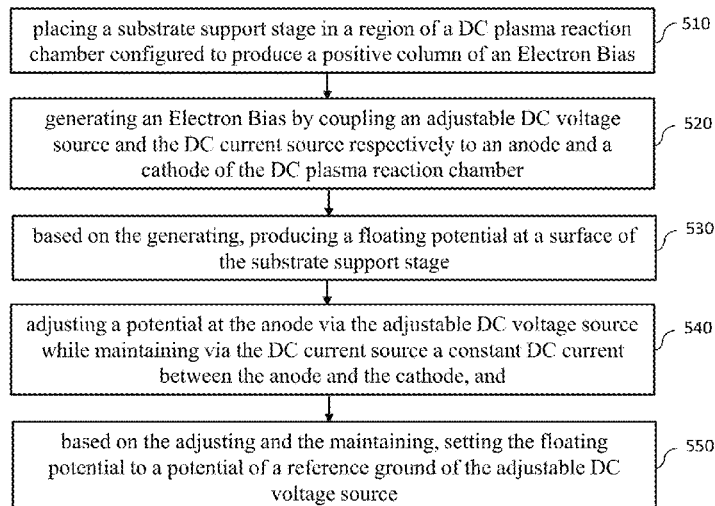 placing a substrate support stage in a region of a DC plasma reaction
chamber configured to produce a positive column of an Electron Bias
510
generating an Electron Bias by coupling an adjustable DC voltage
source and the DC current source respectively to an anode and a
cathode of the DC plasma reaction chamber
520
based on the generating, producing a floating potential at a surface of
the substrate support stage
530
adjusting a potential at the anode via the adjustable DC voltage source
while maintaining via the DC current source a constant DC current
between the anode and the cathode, and
540
based on the adjusting and the maintaining, setting the floating
potential to a potential of a reference ground of the adjustable DC
voltage source
550